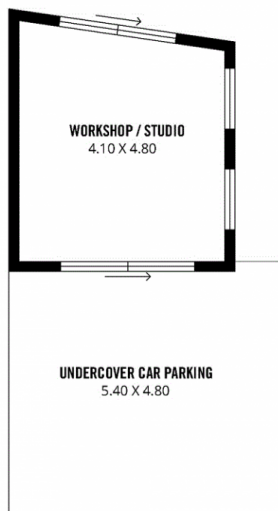 WORKSHOP / STUDIO
4.10 X 4.80
UNDERCOVER CAR PARKING
5.40 X 4.80